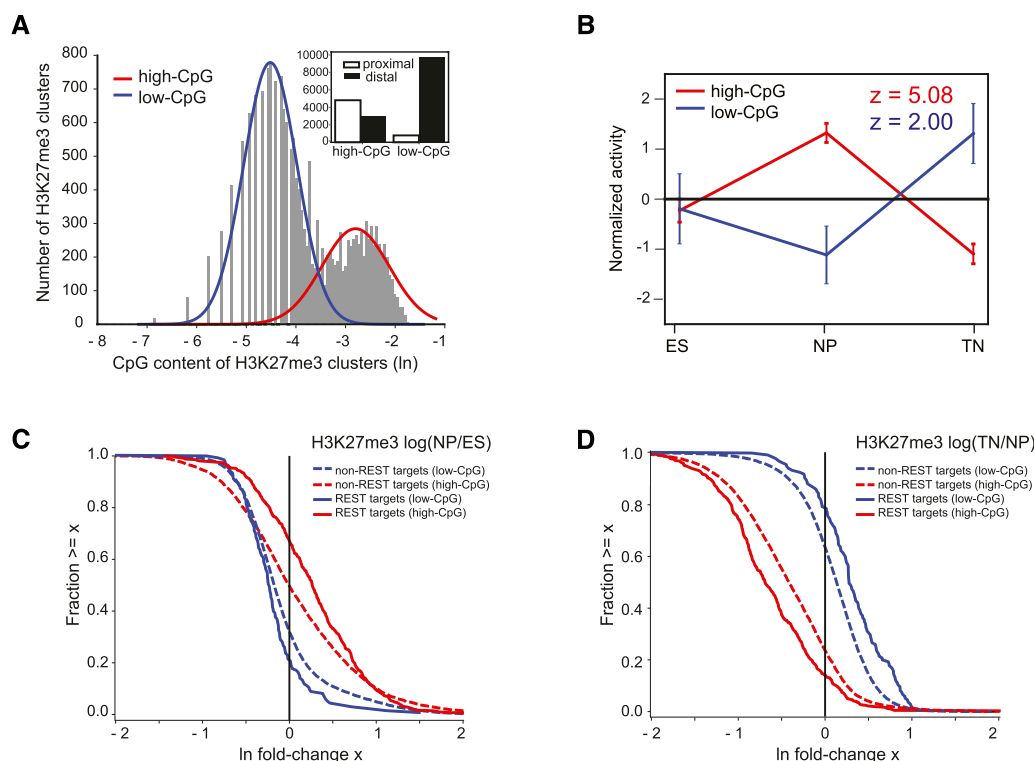 A
Number of H3K27me3 clusters
800
700
600
500
400
300
200
100
0
high-CpG
low-CpG
10000
8000
6000
4000
2000
0
proximal
distal
high-CpG low-CpG
- 8 - 7 - 6 - 5 - 4 - 3 - 2 - 1
CpG content of H3K27me3 clusters (ln)
B
Normalized activity
2
1
0
-1
-2
high-CpG
low-CpG
z = 5.08
z = 2.00
ES NP TN
C
H3K27me3 log(NP/ES)
non-REST targets (low-CpG)
non-REST targets (high-CpG)
REST targets (low-CpG)
REST targets (high-CpG)
Fraction >= x
1.0
0.8
0.6
0.4
0.2
0.0
- 2 - 1 0 1 2
ln fold-change x
D
H3K27me3 log(TN/NP)
non-REST targets (low-CpG)
non-REST targets (high-CpG)
REST targets (low-CpG)
REST targets (high-CpG)
Fraction >= x
1.0
0.8
0.6
0.4
0.2
0.0
- 2 - 1 0 1 2
ln fold-change x